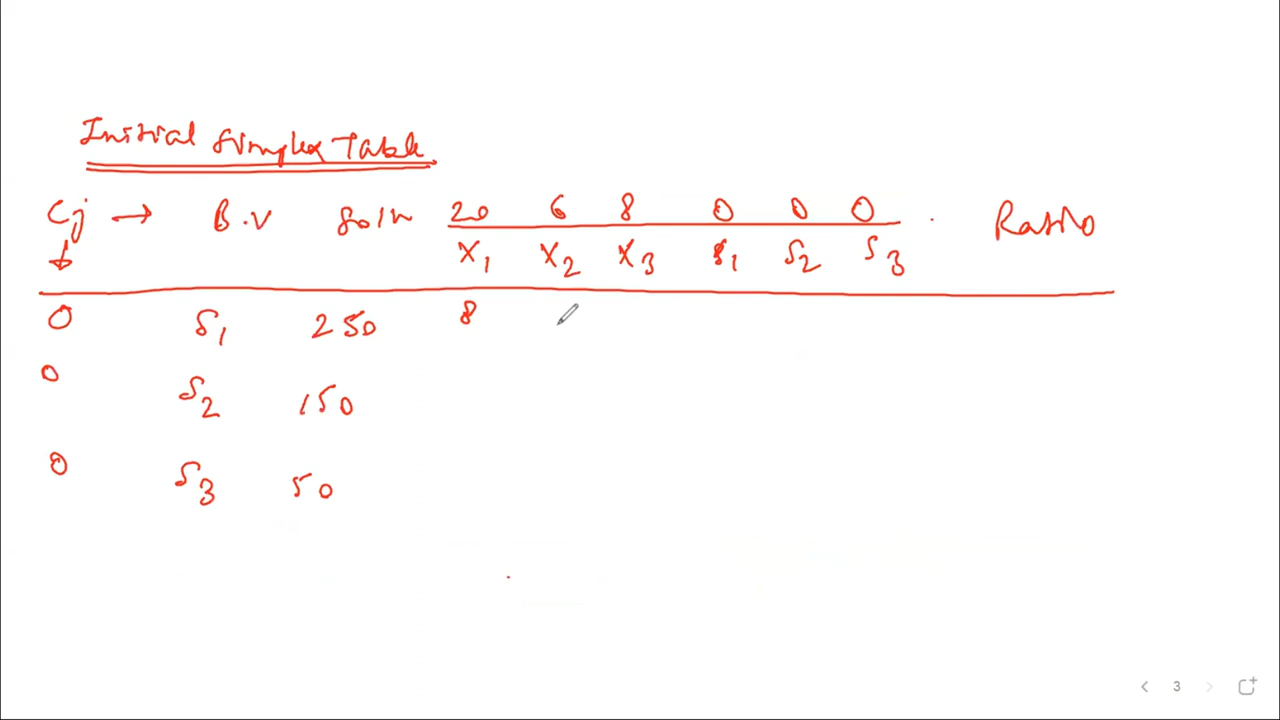 Initial Simplex Table
Cj → B.V Soln 20 6 8 0 0 0 Ratio
↓ X1 X2 X3 S1 S2 S3
0 S1 250 8
0 S2 150
0 S3 50
< 3 >